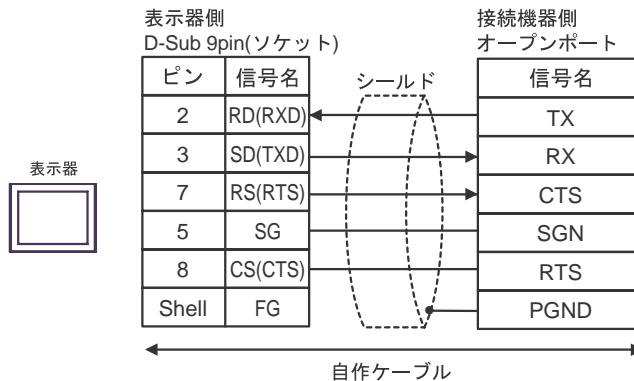 表示器側
D-Sub 9pin(ソケット)
接続機器側
オープンポート
ピン 信号名 シールド 信号名
2 RD(RXD) TX
3 SD(TXD) RX
表示器
7 RS(RTS) CTS
5 SG SGN
8 CS(CTS) RTS
Shell FG PGND
自作ケーブル